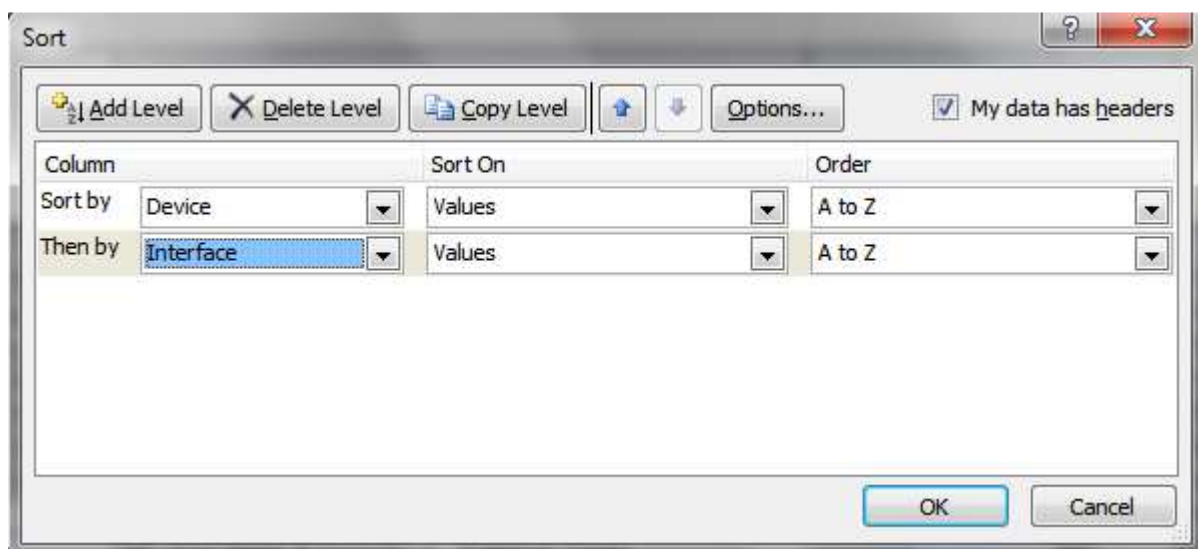 Sort
Add Level Delete Level Copy Level Options... My data has headers
Column Sort On Order
Sort by Device Values A to Z
Then by Interface Values A to Z
OK Cancel